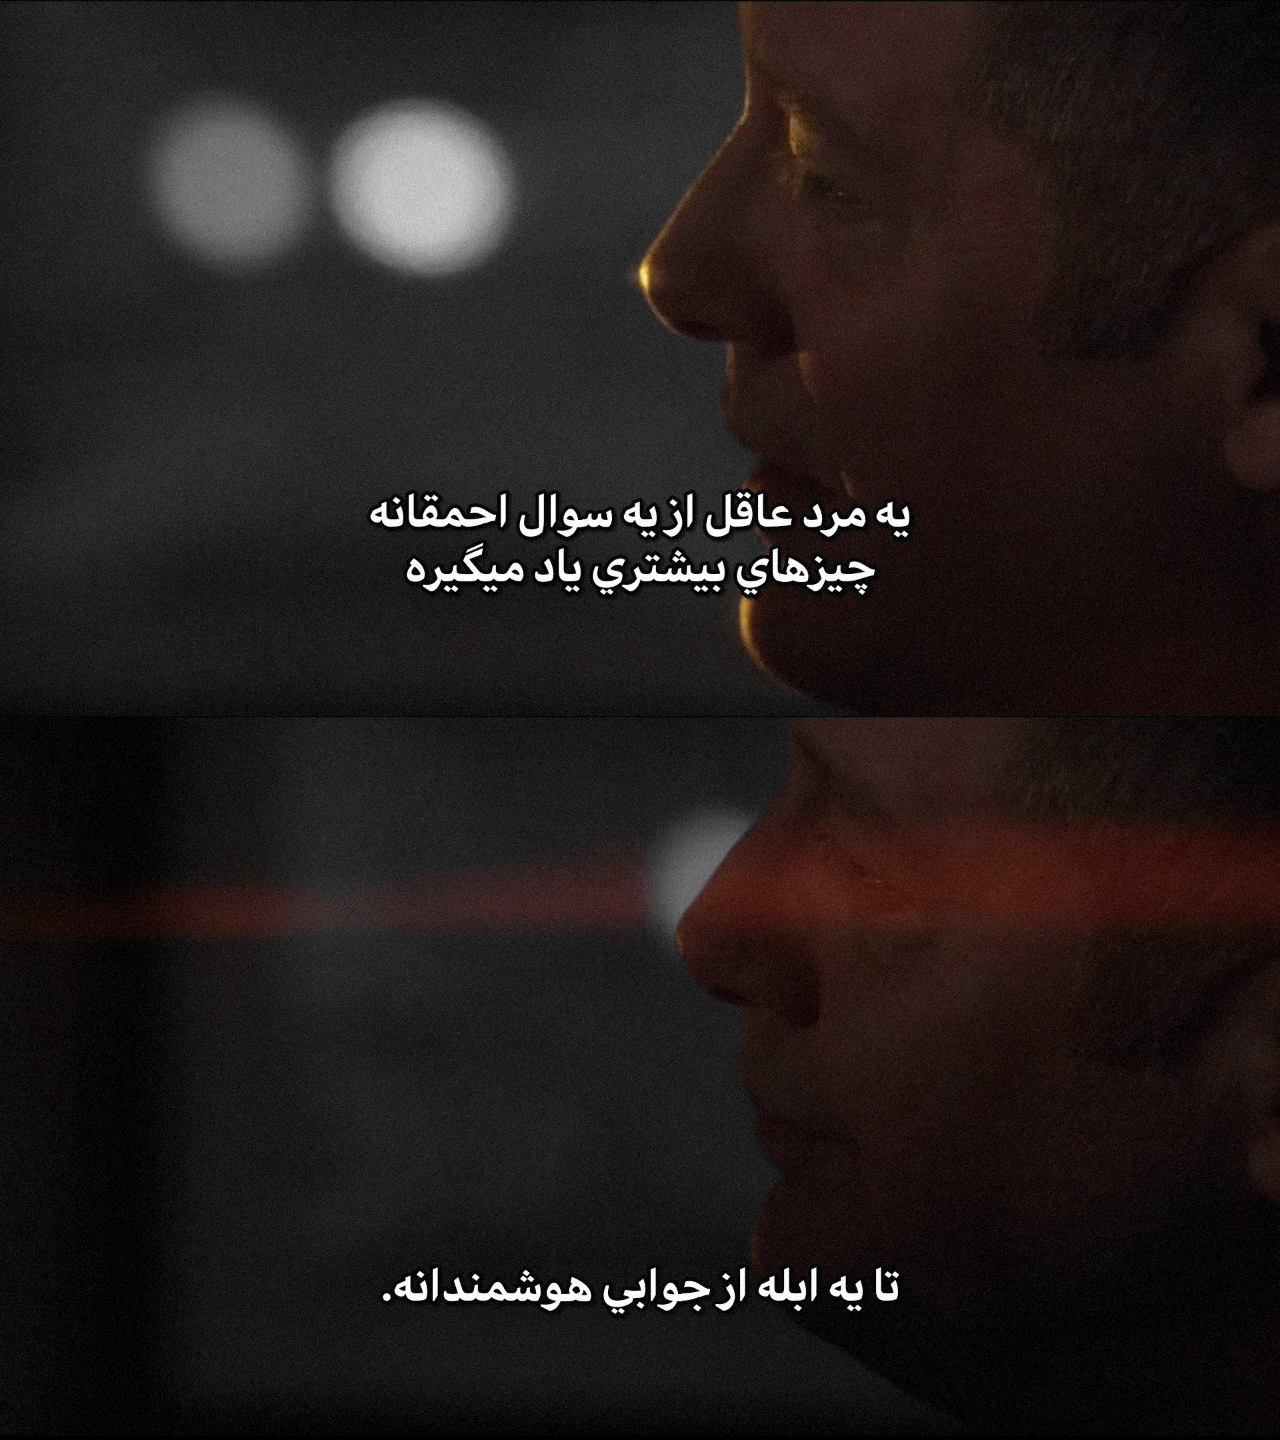 یه مرد عاقل از یه سوال احمقانه
چیزهاي بیشتري یاد میگیره
تا یه ابله از جوابي هوشمندانه.